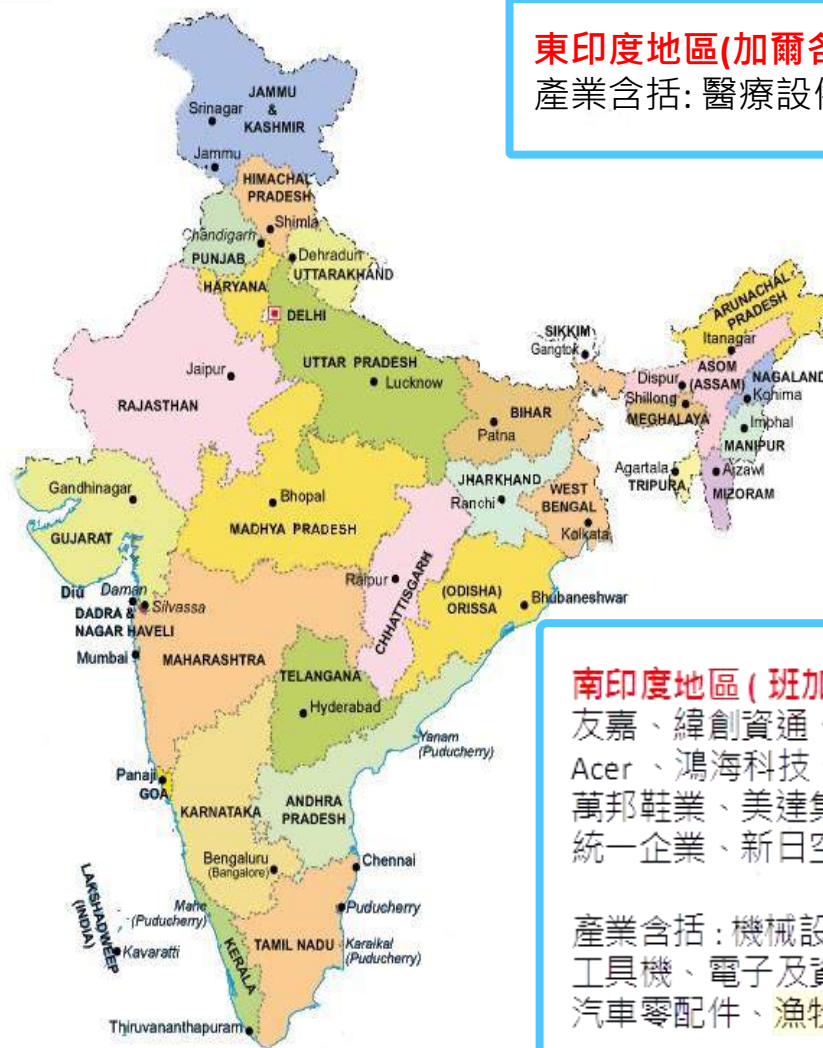 東印度地區(加爾各
產業含括: 醫療設
JAMMU
&
KASHMIR
Srinagar
Jammu
HIMACHAL
PRADESH
Shimla
Chandigarh
PUNJAB
Dehradun
UTTARAKHAND
HARYANA
DELHI
ARUNACHAL
PRADESH
SIKKIM
Gangtok
Itanagar
Jaipur
UTTAR PRADESH
Lucknow
ASOM
(ASSAM)
Dispur
NAGALAND
RAJASTHAN
Shillong
Kohima
BIHAR
MEGHALAYA
Patna
Imphal
MANIPUR
Gandhinagar
Bhopal
JHARKHAND
Ranchi
WEST
BENGAL
Agartala
TRIPURA
Aizawl
MIZORAM
GUJARAT
MADHYA PRADESH
Kolkata
Raipur
CHHATTISGARH
(ODISHA)
ORISSA
Bhubaneshwar
Diu
Daman
Silvassa
DADRA &
NAGAR HAVELI
Mumbai
MAHARASHTRA
TELANGANA
Hyderabad
Yanam
(Puducherry)
Panaji
GOA
KARNATAKA
ANDHRA
PRADESH
Bengaluru
(Bangalore)
Chennai
LAKSHADWEEP
(INDIA)
Mahe
(Puducherry)
Puducherry
Kavaratti
KERALA
TAMIL NADU
Karaikal
(Puducherry)
Thiruvananthapuram
南印度地區 ( 班加
友嘉、緯創資通、
Acer 、鴻海科技
萬邦鞋業、美達集
統一企業、新日空
產業含括 : 機械設
工具機、電子及資
汽車零配件、漁牧